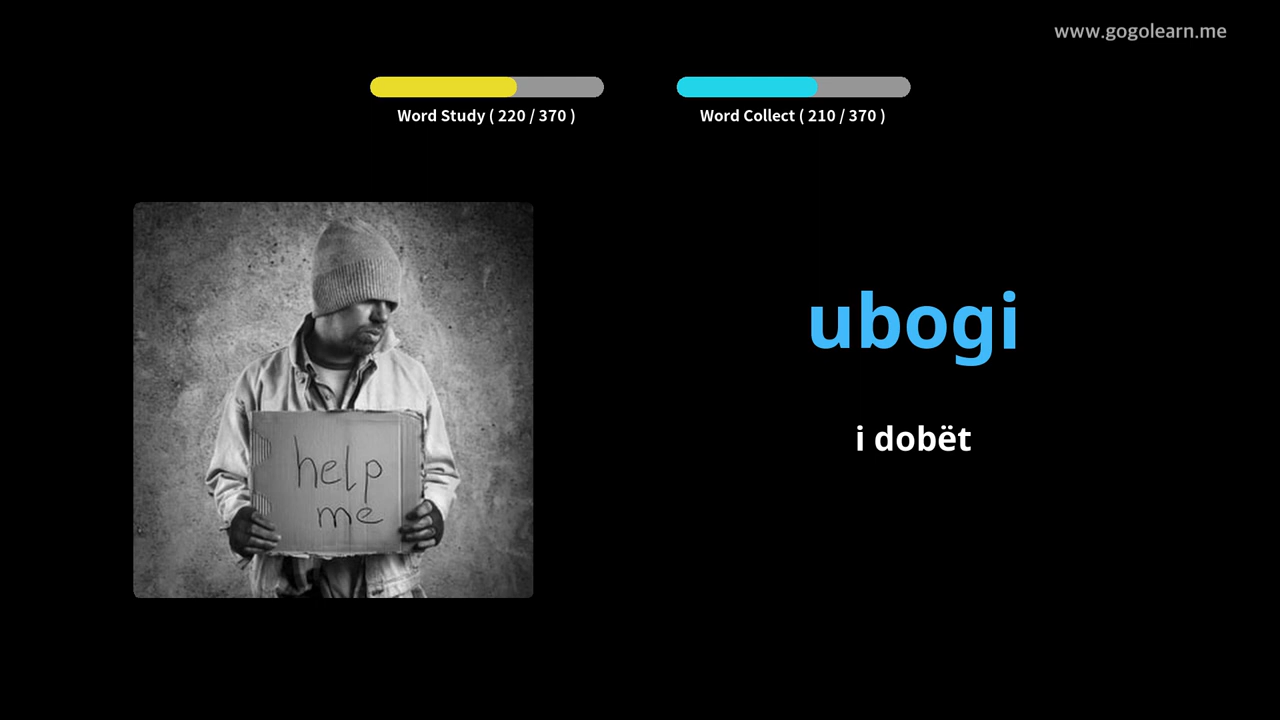 www.gogolearn.me
Word Study ( 220 / 370 )
Word Collect ( 210 / 370 )
help
me
ubogi
i dobët